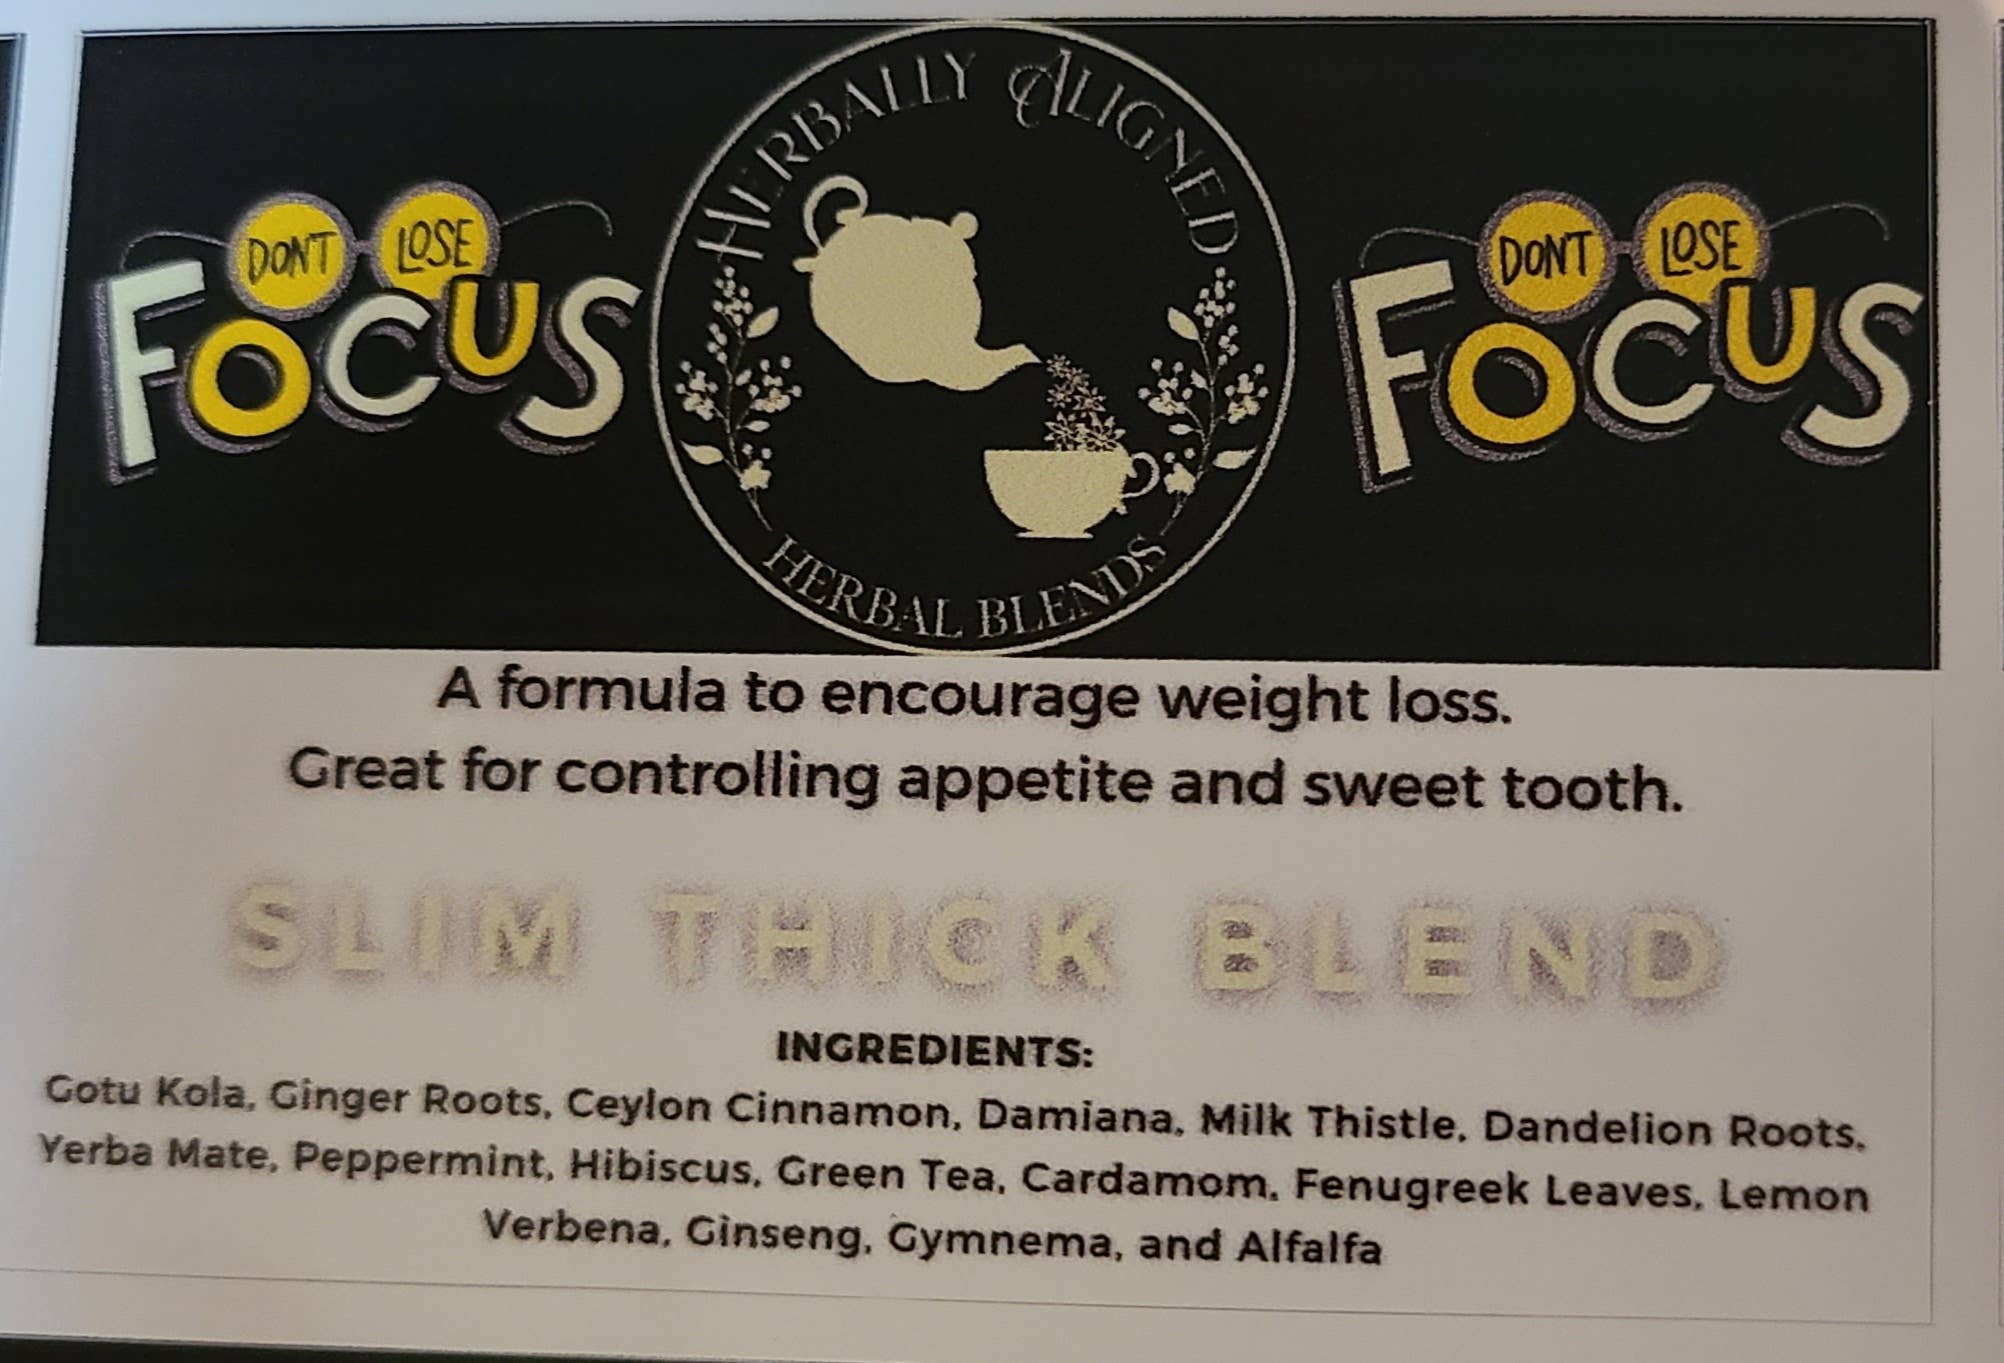 HERBALLY ALIGNED
DONT LOSE
FOCUS
DONT LOSE
FOCUS
HERBAL BLENDS
A formula to encourage weight loss.
Great for controlling appetite and sweet tooth.
SLIM THICK BLEND
INGREDIENTS:
Gotu Kola, Ginger Roots, Ceylon Cinnamon, Damiana, Milk Thistle, Dandelion Roots,
Yerba Mate, Peppermint, Hibiscus, Green Tea, Cardamom, Fenugreek Leaves, Lemon
Verbena, Ginseng, Gymnema, and Alfalfa